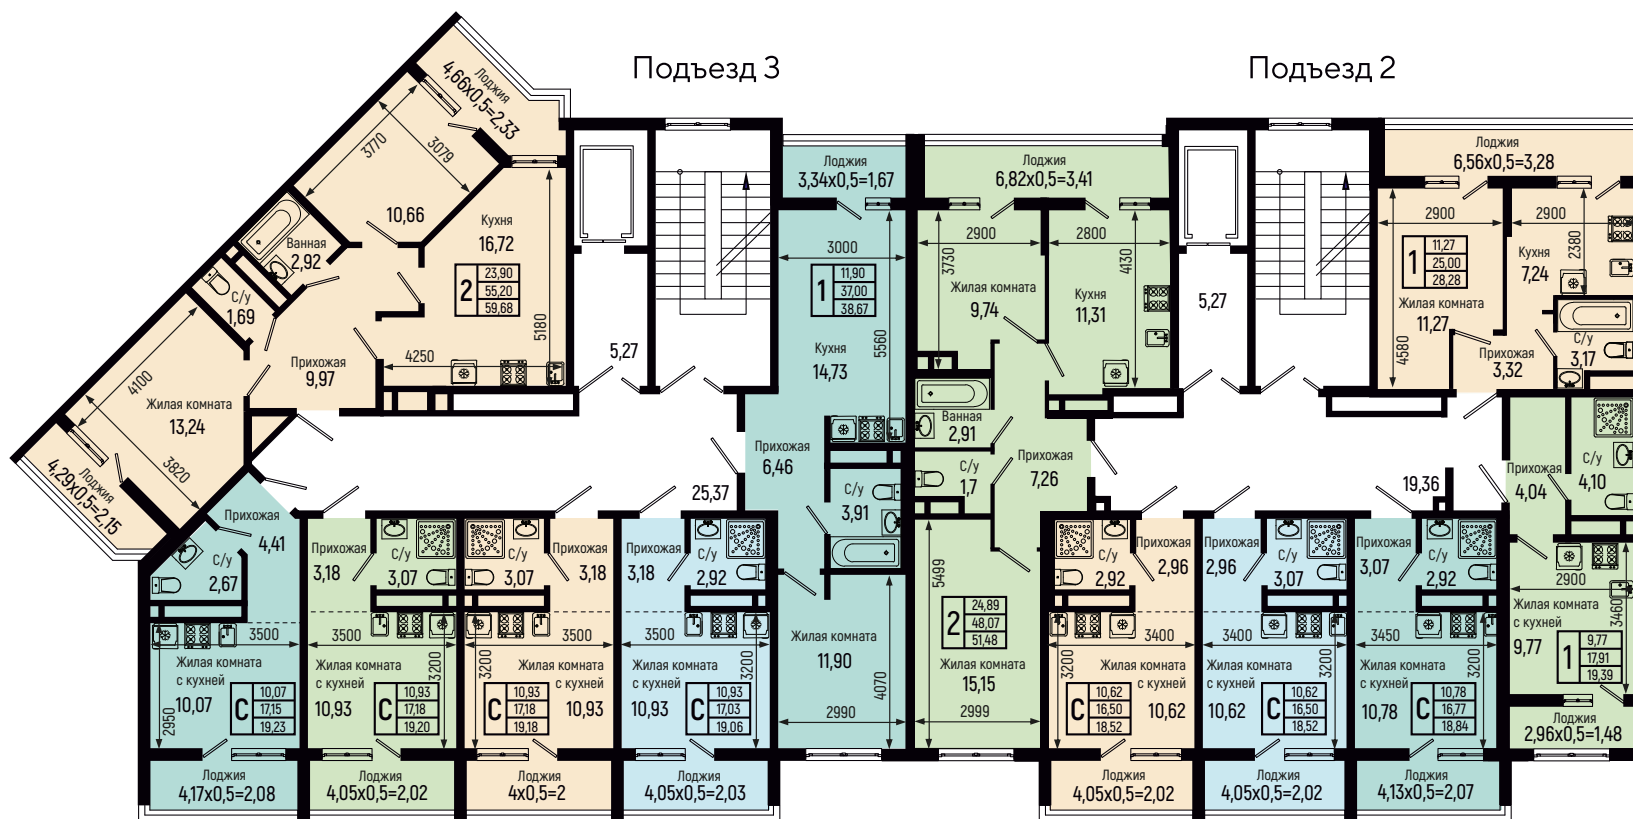 Подъезд 3
Подъезд 2
Лоджия
4,66х0,5=2,33
3770
3079
10,66
Ванная
2,92
С/у
1,69
Кухня
16,72
2
23,90
55,20
59,68
5180
4250
Прихожая
9,97
4100
Жилая комната
13,24
3820
Лоджия
4,29х0,5=2,15
5,27
25,37
Лоджия
3,34х0,5=1,67
3000
1
11,90
37,00
38,67
5560
Кухня
14,73
Прихожая
6,46
С/у
3,91
Жилая комната
11,90
4070
2990
Лоджия
6,82х0,5=3,41
2900
3730
Жилая комната
9,74
2800
4130
Кухня
11,31
Ванная
2,91
С/у
1,7
Прихожая
7,26
5499
2
24,89
48,07
51,48
Жилая комната
15,15
2999
5,27
19,36
Лоджия
6,56х0,5=3,28
2900
1
11,27
25,00
28,28
Жилая комната
11,27
4580
2900
2380
Кухня
7,24
Прихожая
3,32
С/у
3,17
Прихожая
4,04
С/у
4,10
2900
3460
Жилая комната
с кухней
9,77
1
9,77
17,91
19,39
Лоджия
2,96х0,5=1,48
Прихожая
4,41
С/у
2,67
3500
Жилая комната
с кухней
10,07
2950
С
10,07
17,15
19,23
Лоджия
4,17х0,5=2,08
Прихожая
3,18
С/у
3,07
3500
3200
Жилая комната
с кухней
10,93
С
10,93
17,18
19,20
Лоджия
4,05х0,5=2,02
С/у
3,07
Прихожая
3,18
3500
3200
Жилая комната
с кухней
10,93
С
10,93
17,18
19,18
Лоджия
4х0,5=2
Прихожая
3,18
С/у
2,92
3500
3200
Жилая комната
с кухней
10,93
С
10,93
17,03
19,06
Лоджия
4,05х0,5=2,03
С/у
2,92
Прихожая
2,96
3400
3200
Жилая комната
с кухней
10,62
С
10,62
16,50
18,52
Лоджия
4,05х0,5=2,02
Прихожая
2,96
С/у
3,07
3400
3200
Жилая комната
с кухней
10,62
С
10,62
16,50
18,52
Лоджия
4,05х0,5=2,02
Прихожая
3,07
С/у
2,92
3450
3200
Жилая комната
с кухней
10,78
С
10,78
16,77
18,84
Лоджия
4,13х0,5=2,07